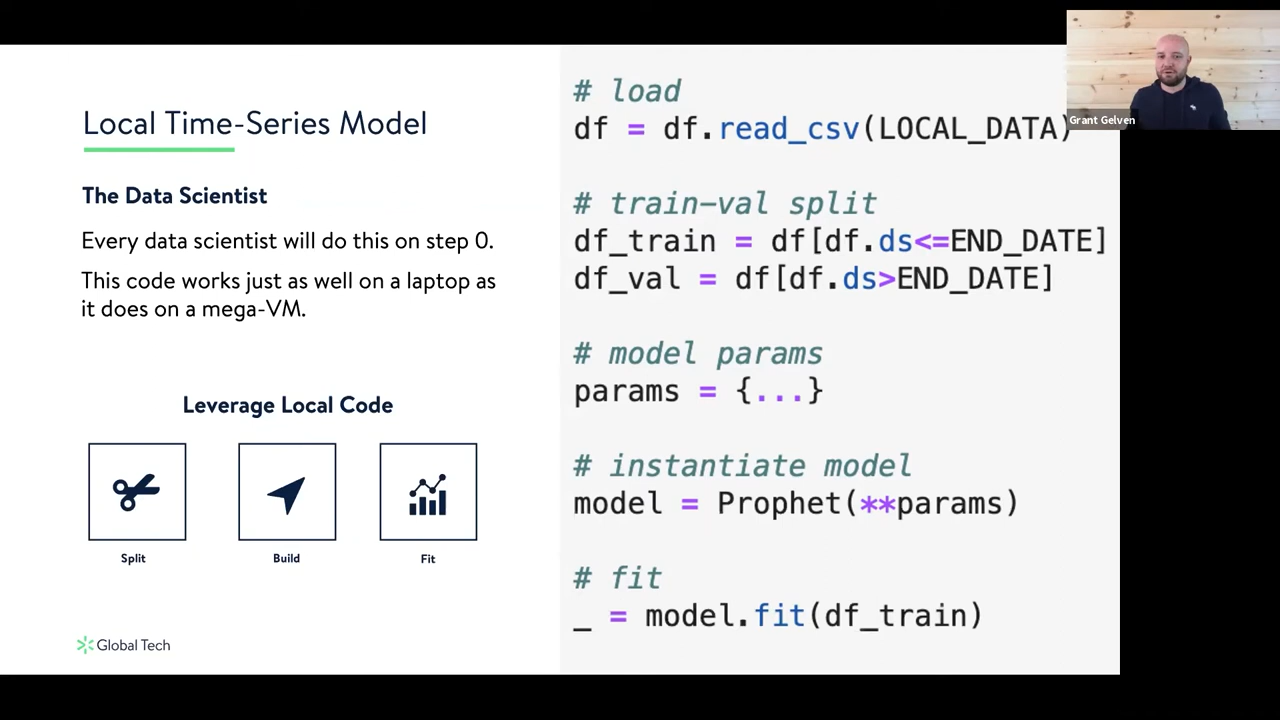 Local Time-Series Model
The Data Scientist
Every data scientist will do this on step 0.
This code works just as well on a laptop as
it does on a mega-VM.
Leverage Local Code
Split
Build
Fit
Global Tech
# load
df = df.read_csv(LOCAL_DATA)
# train-val split
df_train = df[df.ds<=END_DATE]
df_val = df[df.ds>END_DATE]
# model params
params = {...}
# instantiate model
model = Prophet(**params)
# fit
_ = model.fit(df_train)
Grant Gelven